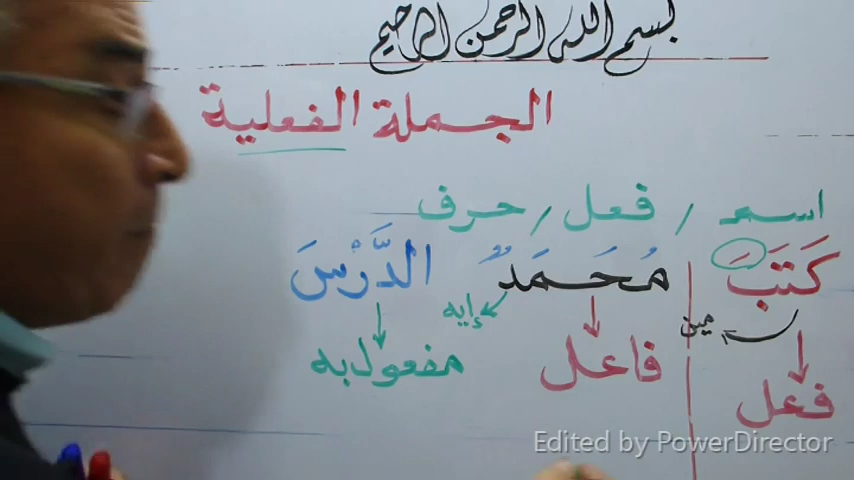 بسم الله الرحمن الرحيم
الجملة الفعلية
اسم / فعل / حرف
كَتَبَ مُحَمَدٌ الدَّرْسَ
مين إيه
فعل فاعل مفعول به
Edited by PowerDirector